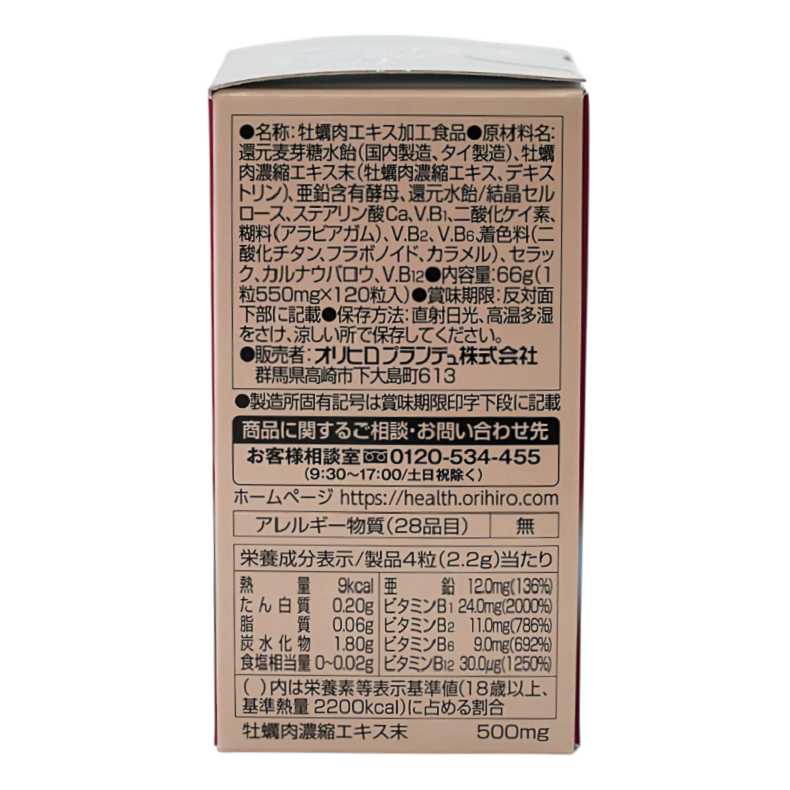 ●名称:牡蠣肉エキス加工食品●原材料名:
還元麦芽糖水飴(国内製造、タイ製造)、牡蠣
肉濃縮エキス末(牡蠣肉濃縮エキス、デキス
トリン)、亜鉛含有酵母、還元水飴/結晶セル
ロース、ステアリン酸Ca、V.B1、二酸化ケイ素、
糊料(アラビアガム)、V.B2、V.B6、着色料(二
酸化チタン、フラボノイド、カラメル)、セラッ
ク、カルナウバロウ、V.B12●内容量:66g(1
粒550mg×120粒入)●賞味期限:反対面
下部に記載●保存方法:直射日光、高温多湿
をさけ、涼しい所で保存してください。
●販売者:オリヒロプランデュ株式会社
群馬県高崎市下大島町613
●製造所固有記号は賞味期限印字下段に記載
商品に関するご相談・お問い合わせ先
お客様相談室 0120-534-455
(9:30~17:00/土日祝除く)
ホームページ https://health.orihiro.com
アレルギー物質(28品目) 無
栄養成分表示/製品4粒(2.2g)当たり
熱量 9kcal 亜鉛 12.0mg(136%)
たん白質 0.20g ビタミンB1 24.0mg(2000%)
脂質 0.06g ビタミンB2 11.0mg(786%)
炭水化物 1.80g ビタミンB6 9.0mg(692%)
食塩相当量 0~0.02g ビタミンB12 30.0μg(1250%)
( )内は栄養素等表示基準値(18歳以上、
基準熱量2200kcal)に占める割合
牡蠣肉濃縮エキス末 500mg